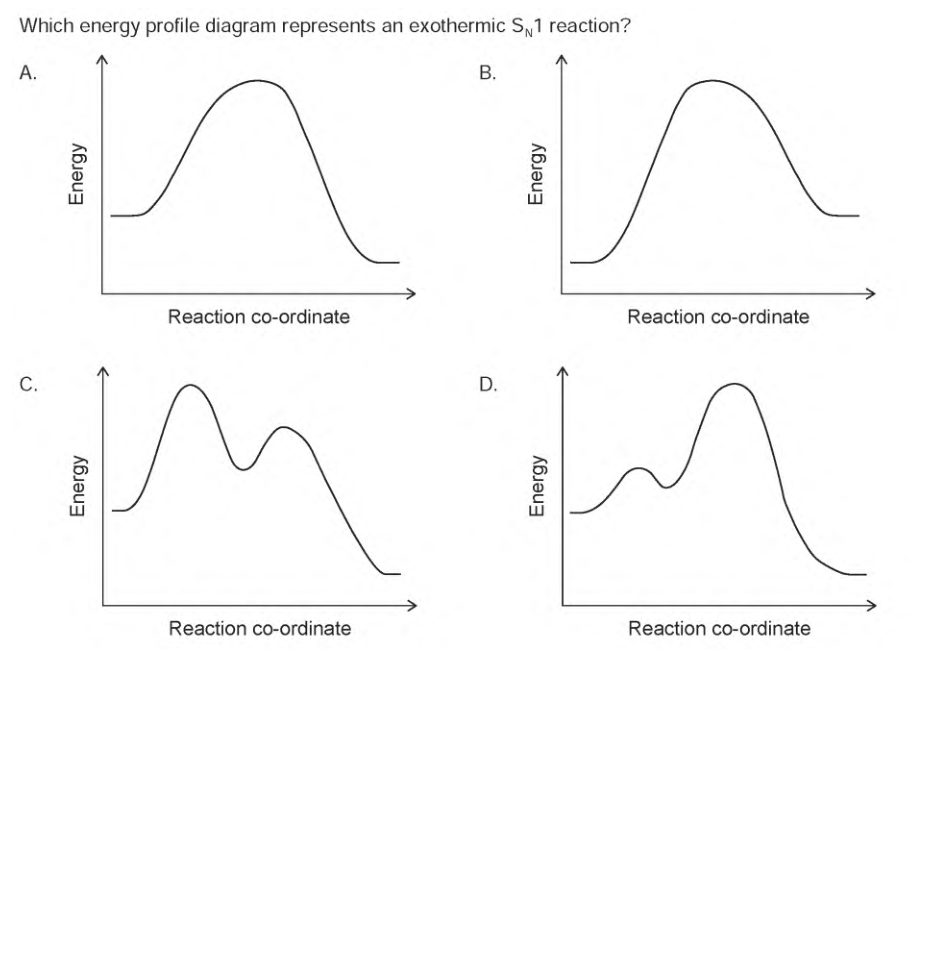 Which energy profile diagram represents an exothermic SN1 reaction?
A.
Energy
Reaction co-ordinate
B.
Energy
Reaction co-ordinate
C.
Energy
Reaction co-ordinate
D.
Energy
Reaction co-ordinate